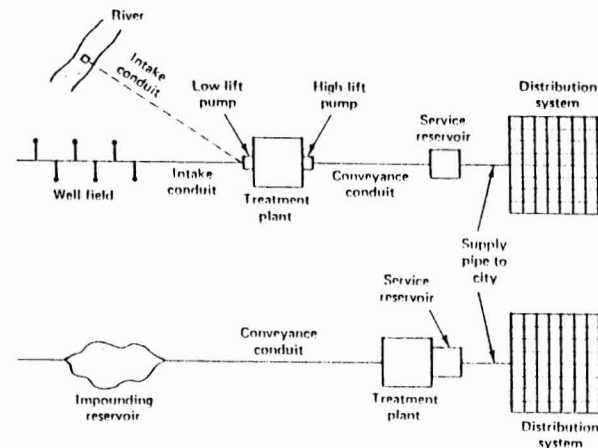 River
Intake
conduit
Low lift
pump
High-lift
pump
Distribution
system
Service
reservoir
Well field
Intake
conduit
Treatment
plant
Conveyance
conduit
Supply
pipe to
city
Service
reservoir
Conveyance
conduit
Impounding
reservoir
Treatment
plant
Distribution
system